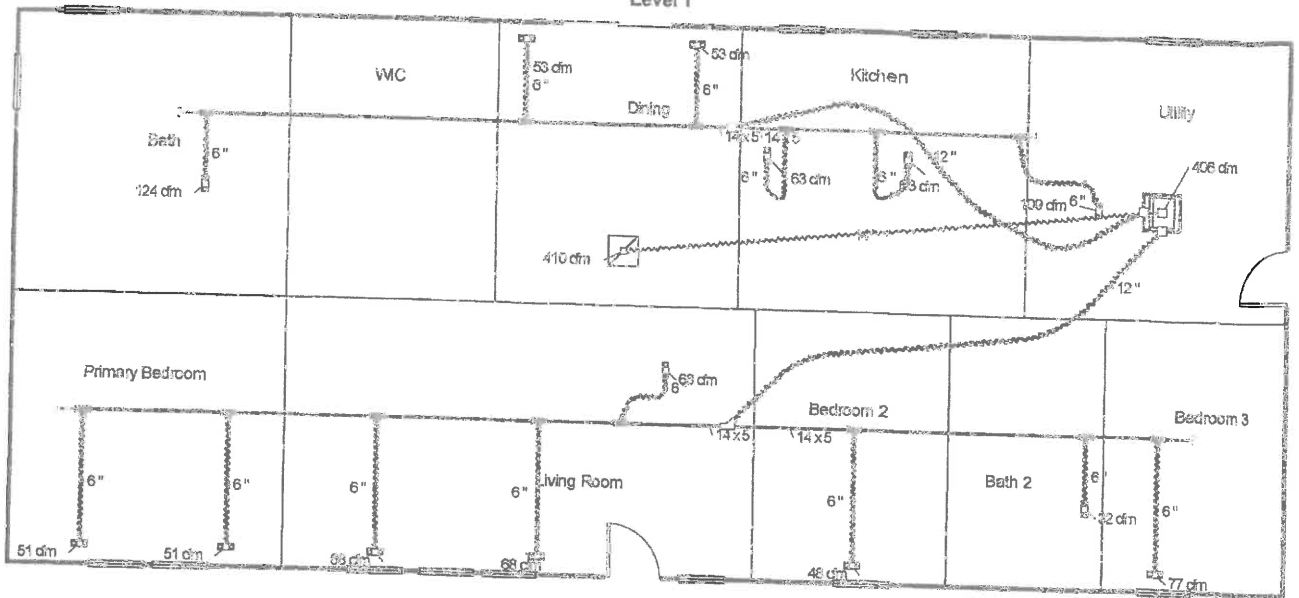 Level 1
WIC
53 cfm
6"
53 cfm
6"
Dining
Kitchen
Utility
Bath
6"
124 cfm
14x5
14x5
6"
63 cfm
6"
12"
406 cfm
109 cfm
6"
410 cfm
12"
Primary Bedroom
68 cfm
6"
Bedroom 2
Bedroom 3
14x5
14x5
6"
6"
6"
6"
Living Room
6"
Bath 2
6"
6"
51 cfm
51 cfm
68 cfm
68 cfm
48 cfm
77 cfm